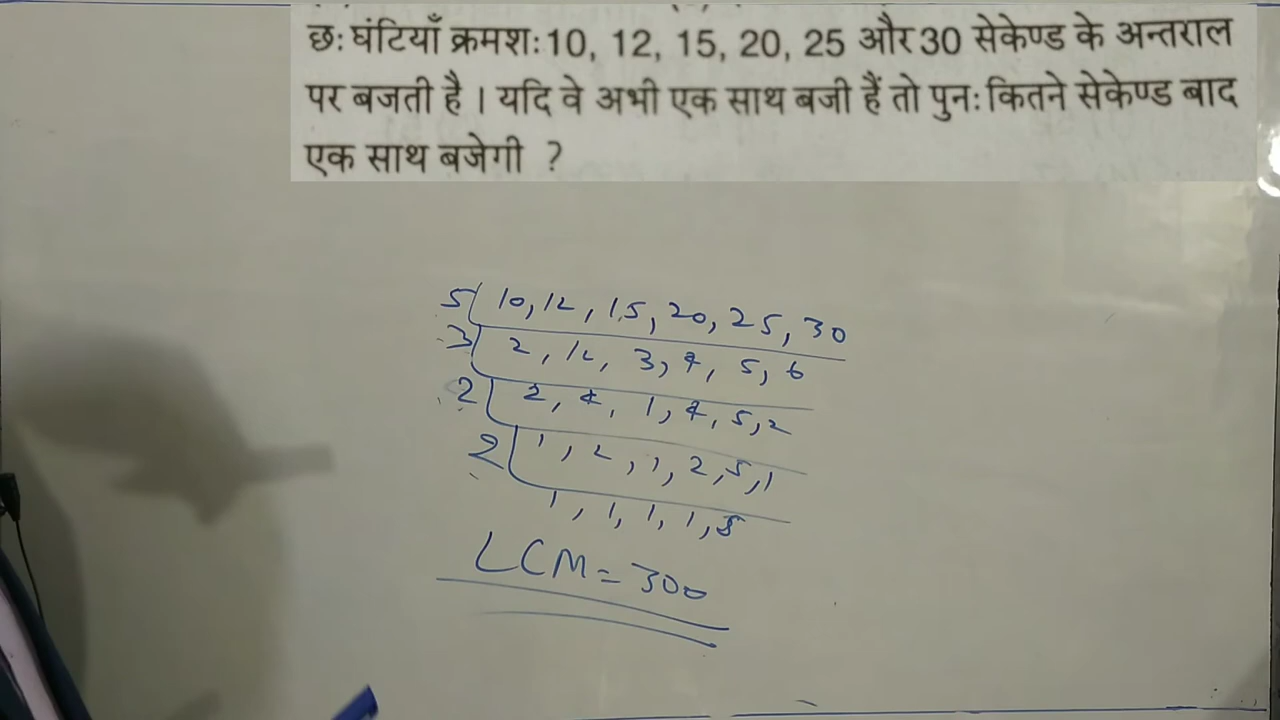 छः घंटियाँ क्रमशः 10, 12, 15, 20, 25 और 30 सेकेण्ड के अन्तराल
पर बजती है । यदि वे अभी एक साथ बजी हैं तो पुनः कितने सेकेण्ड बाद
एक साथ बजेगी ?
5 10, 12, 15, 20, 25, 30
3 2, 12, 3, 4, 5, 6
2 2, 4, 1, 4, 5, 2
2 1, 2, 1, 2, 5, 1
1, 1, 1, 1, 5
LCM = 300